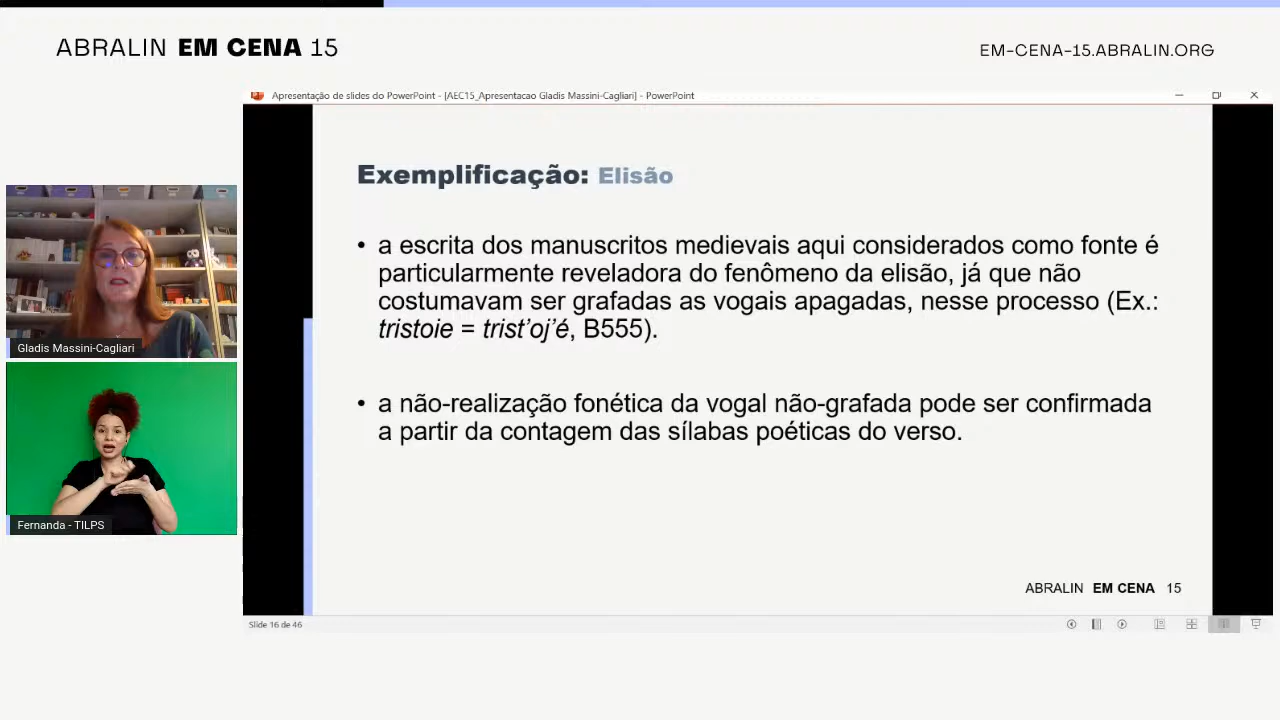 ABRALIN EM CENA 15
EM-CENA-15.ABRALIN.ORG
Apresentação de slides do PowerPoint - [AEC15_Apresentacao Gladis Massini-Cagliari] - PowerPoint
Exemplificação: Elisão
• a escrita dos manuscritos medievais aqui considerados como fonte é
particularmente reveladora do fenômeno da elisão, já que não
costumavam ser grafadas as vogais apagadas, nesse processo (Ex.:
tristoie = trist’oj’é, B555).
• a não-realização fonética da vogal não-grafada pode ser confirmada
a partir da contagem das sílabas poéticas do verso.
ABRALIN EM CENA 15
Slide 16 de 46
Gladis Massini-Cagliari
Fernanda - TILPS